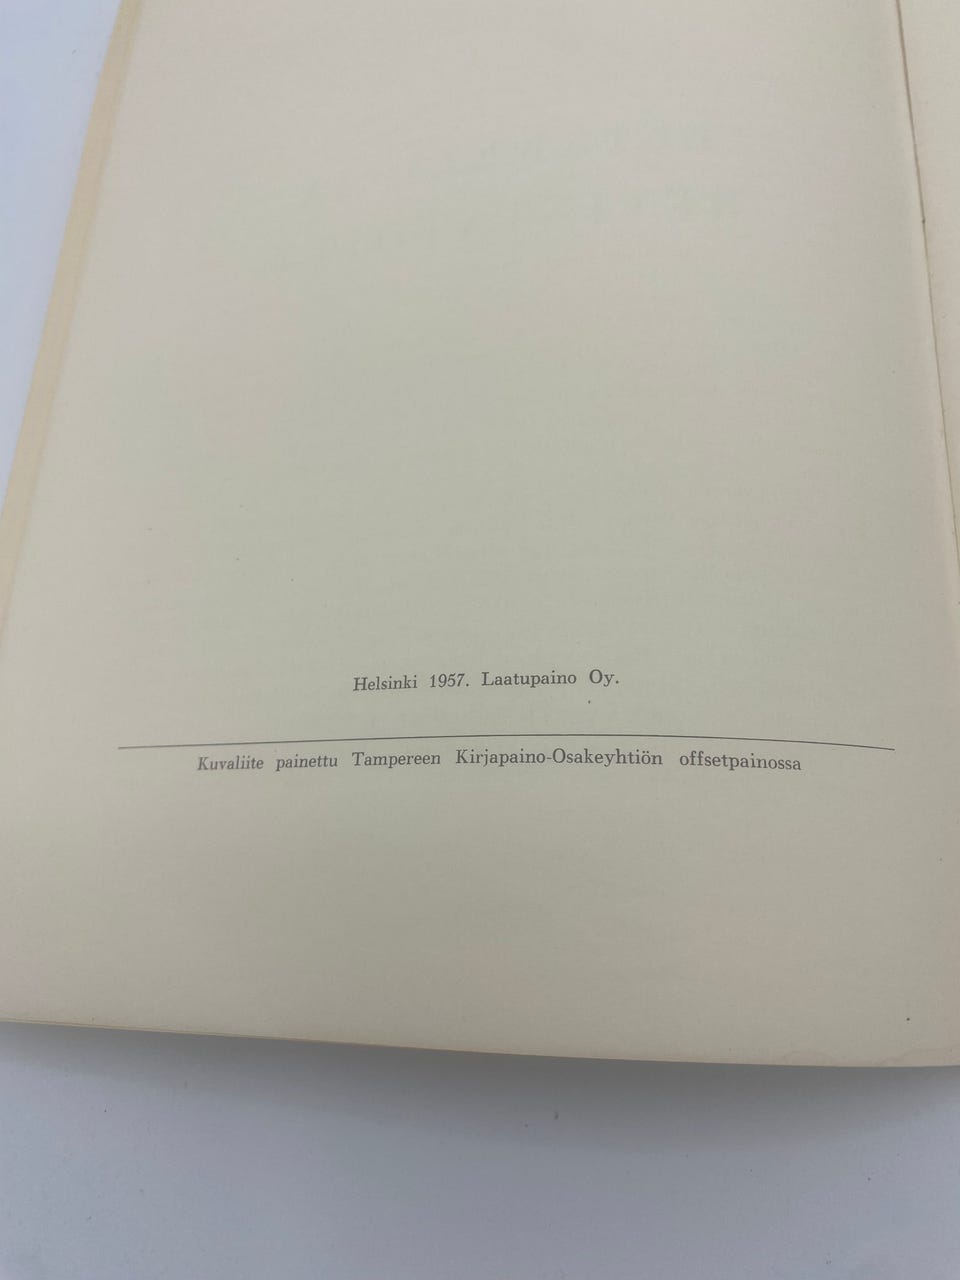 Helsinki 1957. Laatupaino Oy.
Kuvaliite painettu Tampereen Kirjapaino-Osakeyhtiön offsetpainossa